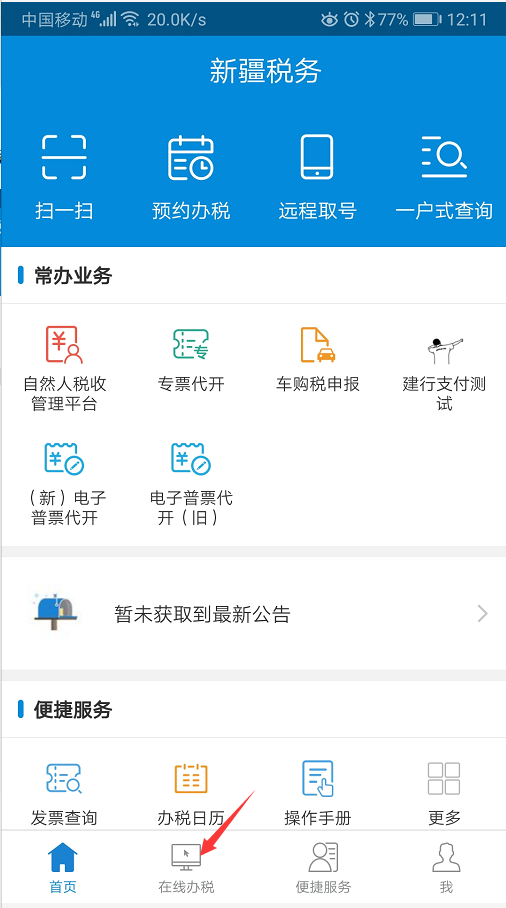 中国移动 4G 20.0K/s 77% 12:11
新疆税务
扫一扫 预约办税 远程取号 一户式查询
常办业务
自然人税收 专票代开 车购税申报 建行支付测
管理平台 试
（新）电子 电子普票代
普票代开 开（旧）
暂未获取到最新公告
便捷服务
发票查询 办税日历 操作手册 更多
首页 在线办税 便捷服务 我